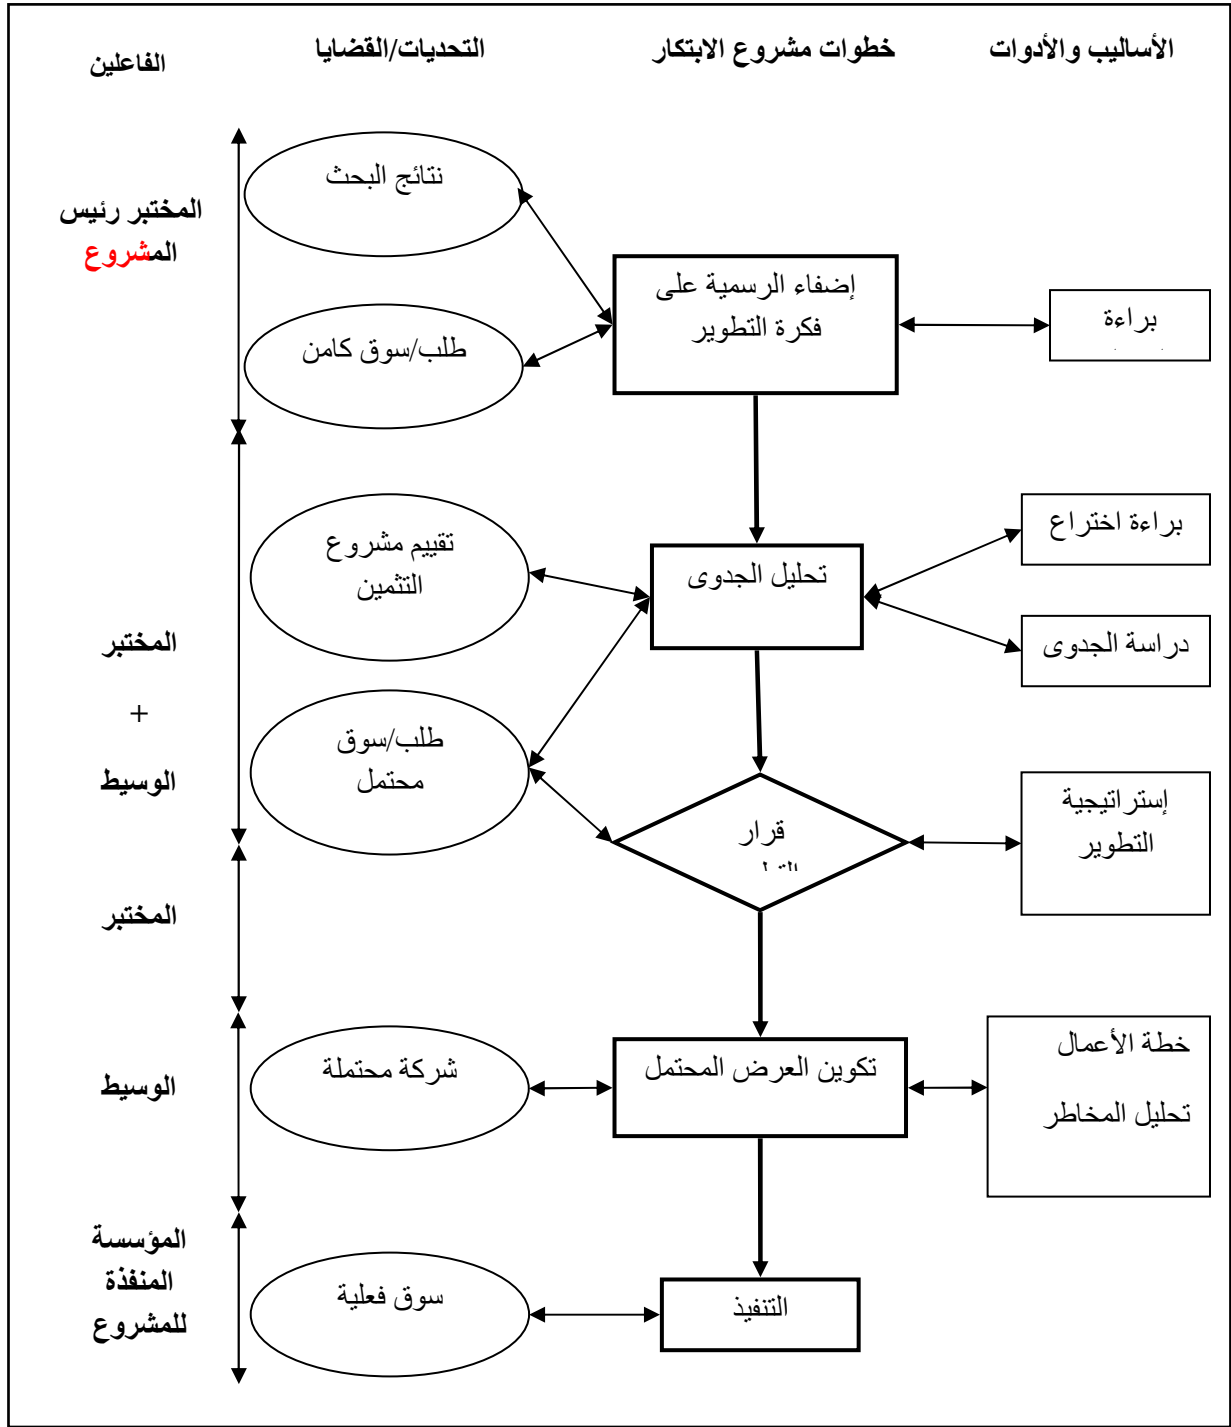 الأساليب والأدوات
خطوات مشروع الابتكار
التحديات/القضايا
الفاعلين
نتائج البحث
المختبر رئيس
المشروع
إضفاء الرسمية على
فكرة التطوير
براءة
طلب/سوق كامن
براءة اختراع
تقييم مشروع
التثمين
تحليل الجدوى
دراسة الجدوى
المختبر
+
الوسيط
طلب/سوق
محتمل
إستراتيجية
التطوير
قرار
المختبر
خطة الأعمال
تحليل المخاطر
تكوين العرض المحتمل
شركة محتملة
الوسيط
المؤسسة
المنفذة
للمشروع
سوق فعلية
التنفيذ